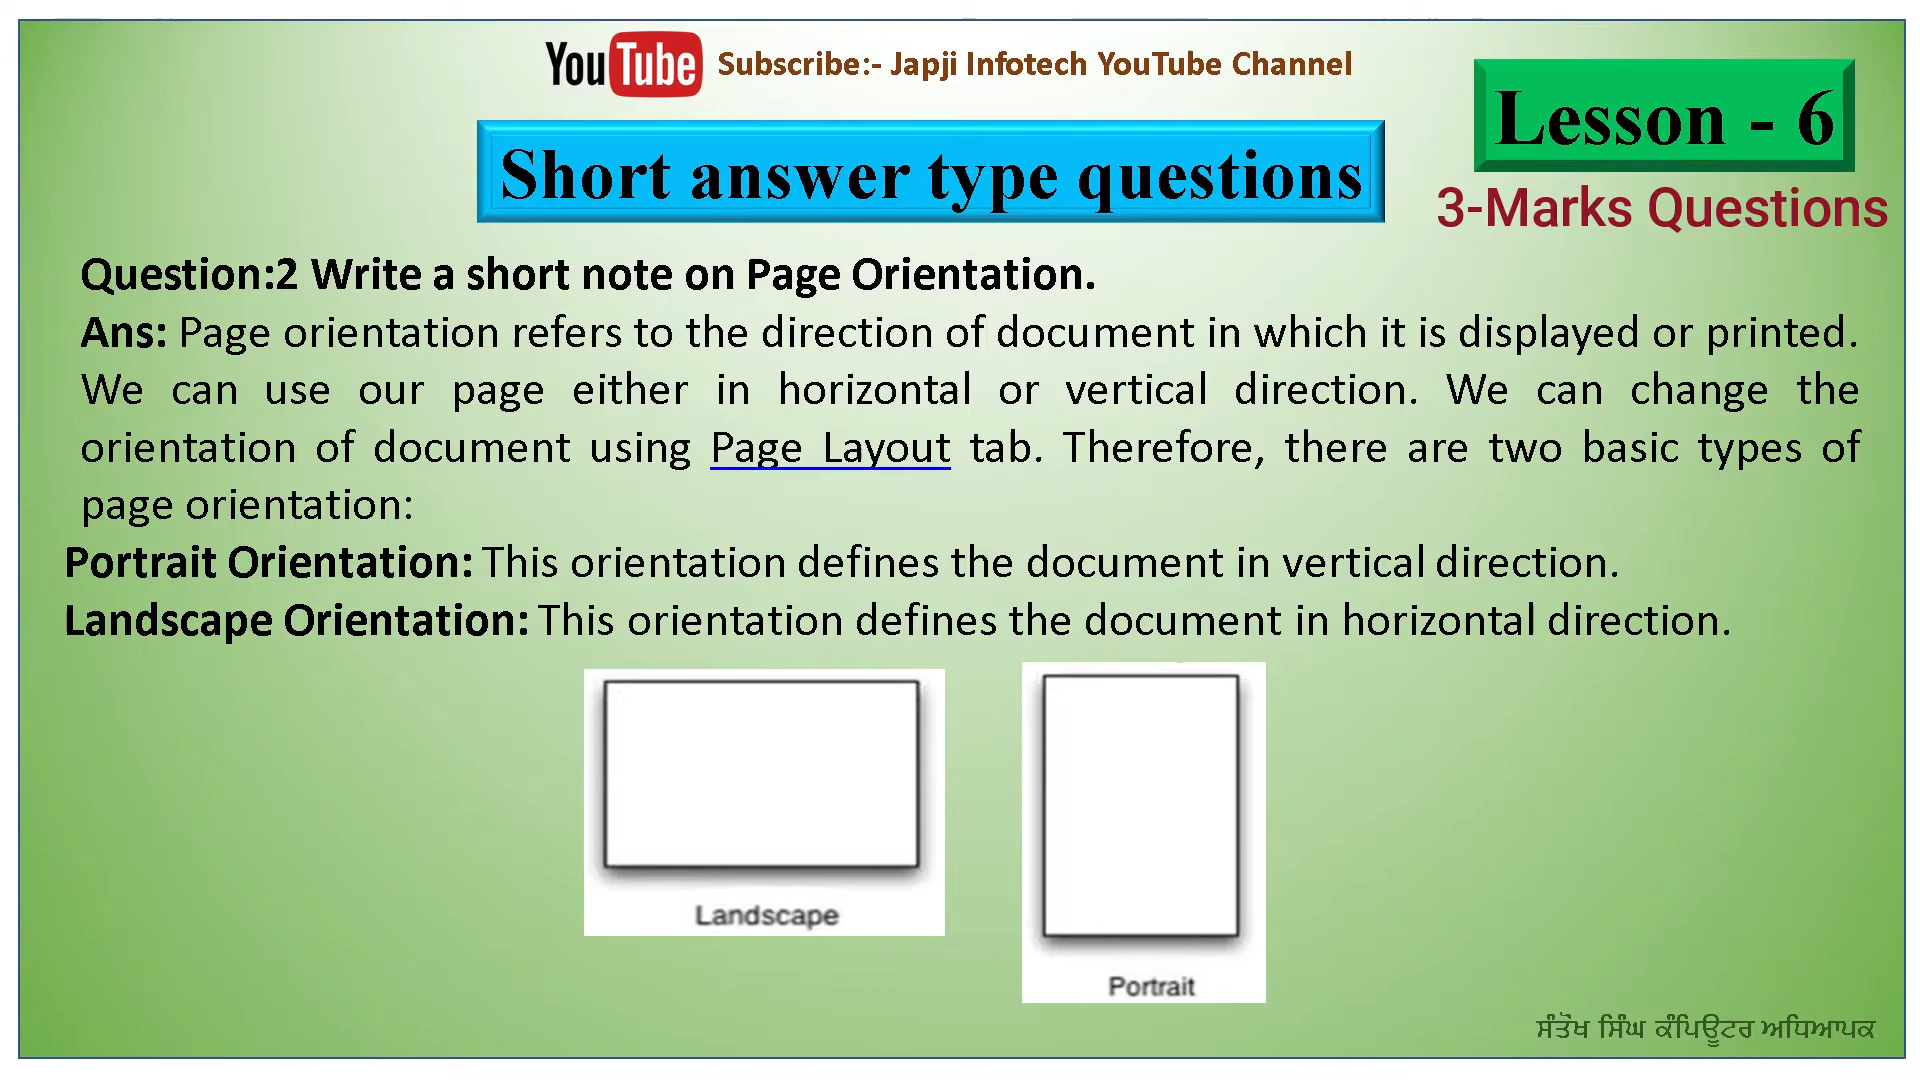 YouTube Subscribe:- Japji Infotech YouTube Channel
Lesson - 6
Short answer type questions
3-Marks Questions
Question:2 Write a short note on Page Orientation.
Ans: Page orientation refers to the direction of document in which it is displayed or printed.
We can use our page either in horizontal or vertical direction. We can change the
orientation of document using Page Layout tab. Therefore, there are two basic types of
page orientation:
Portrait Orientation: This orientation defines the document in vertical direction.
Landscape Orientation: This orientation defines the document in horizontal direction.
Landscape
Portrait
ਸੰਤੋਖ ਸਿੰਘ ਕੰਪਿਊਟਰ ਅਧਿਆਪਕ